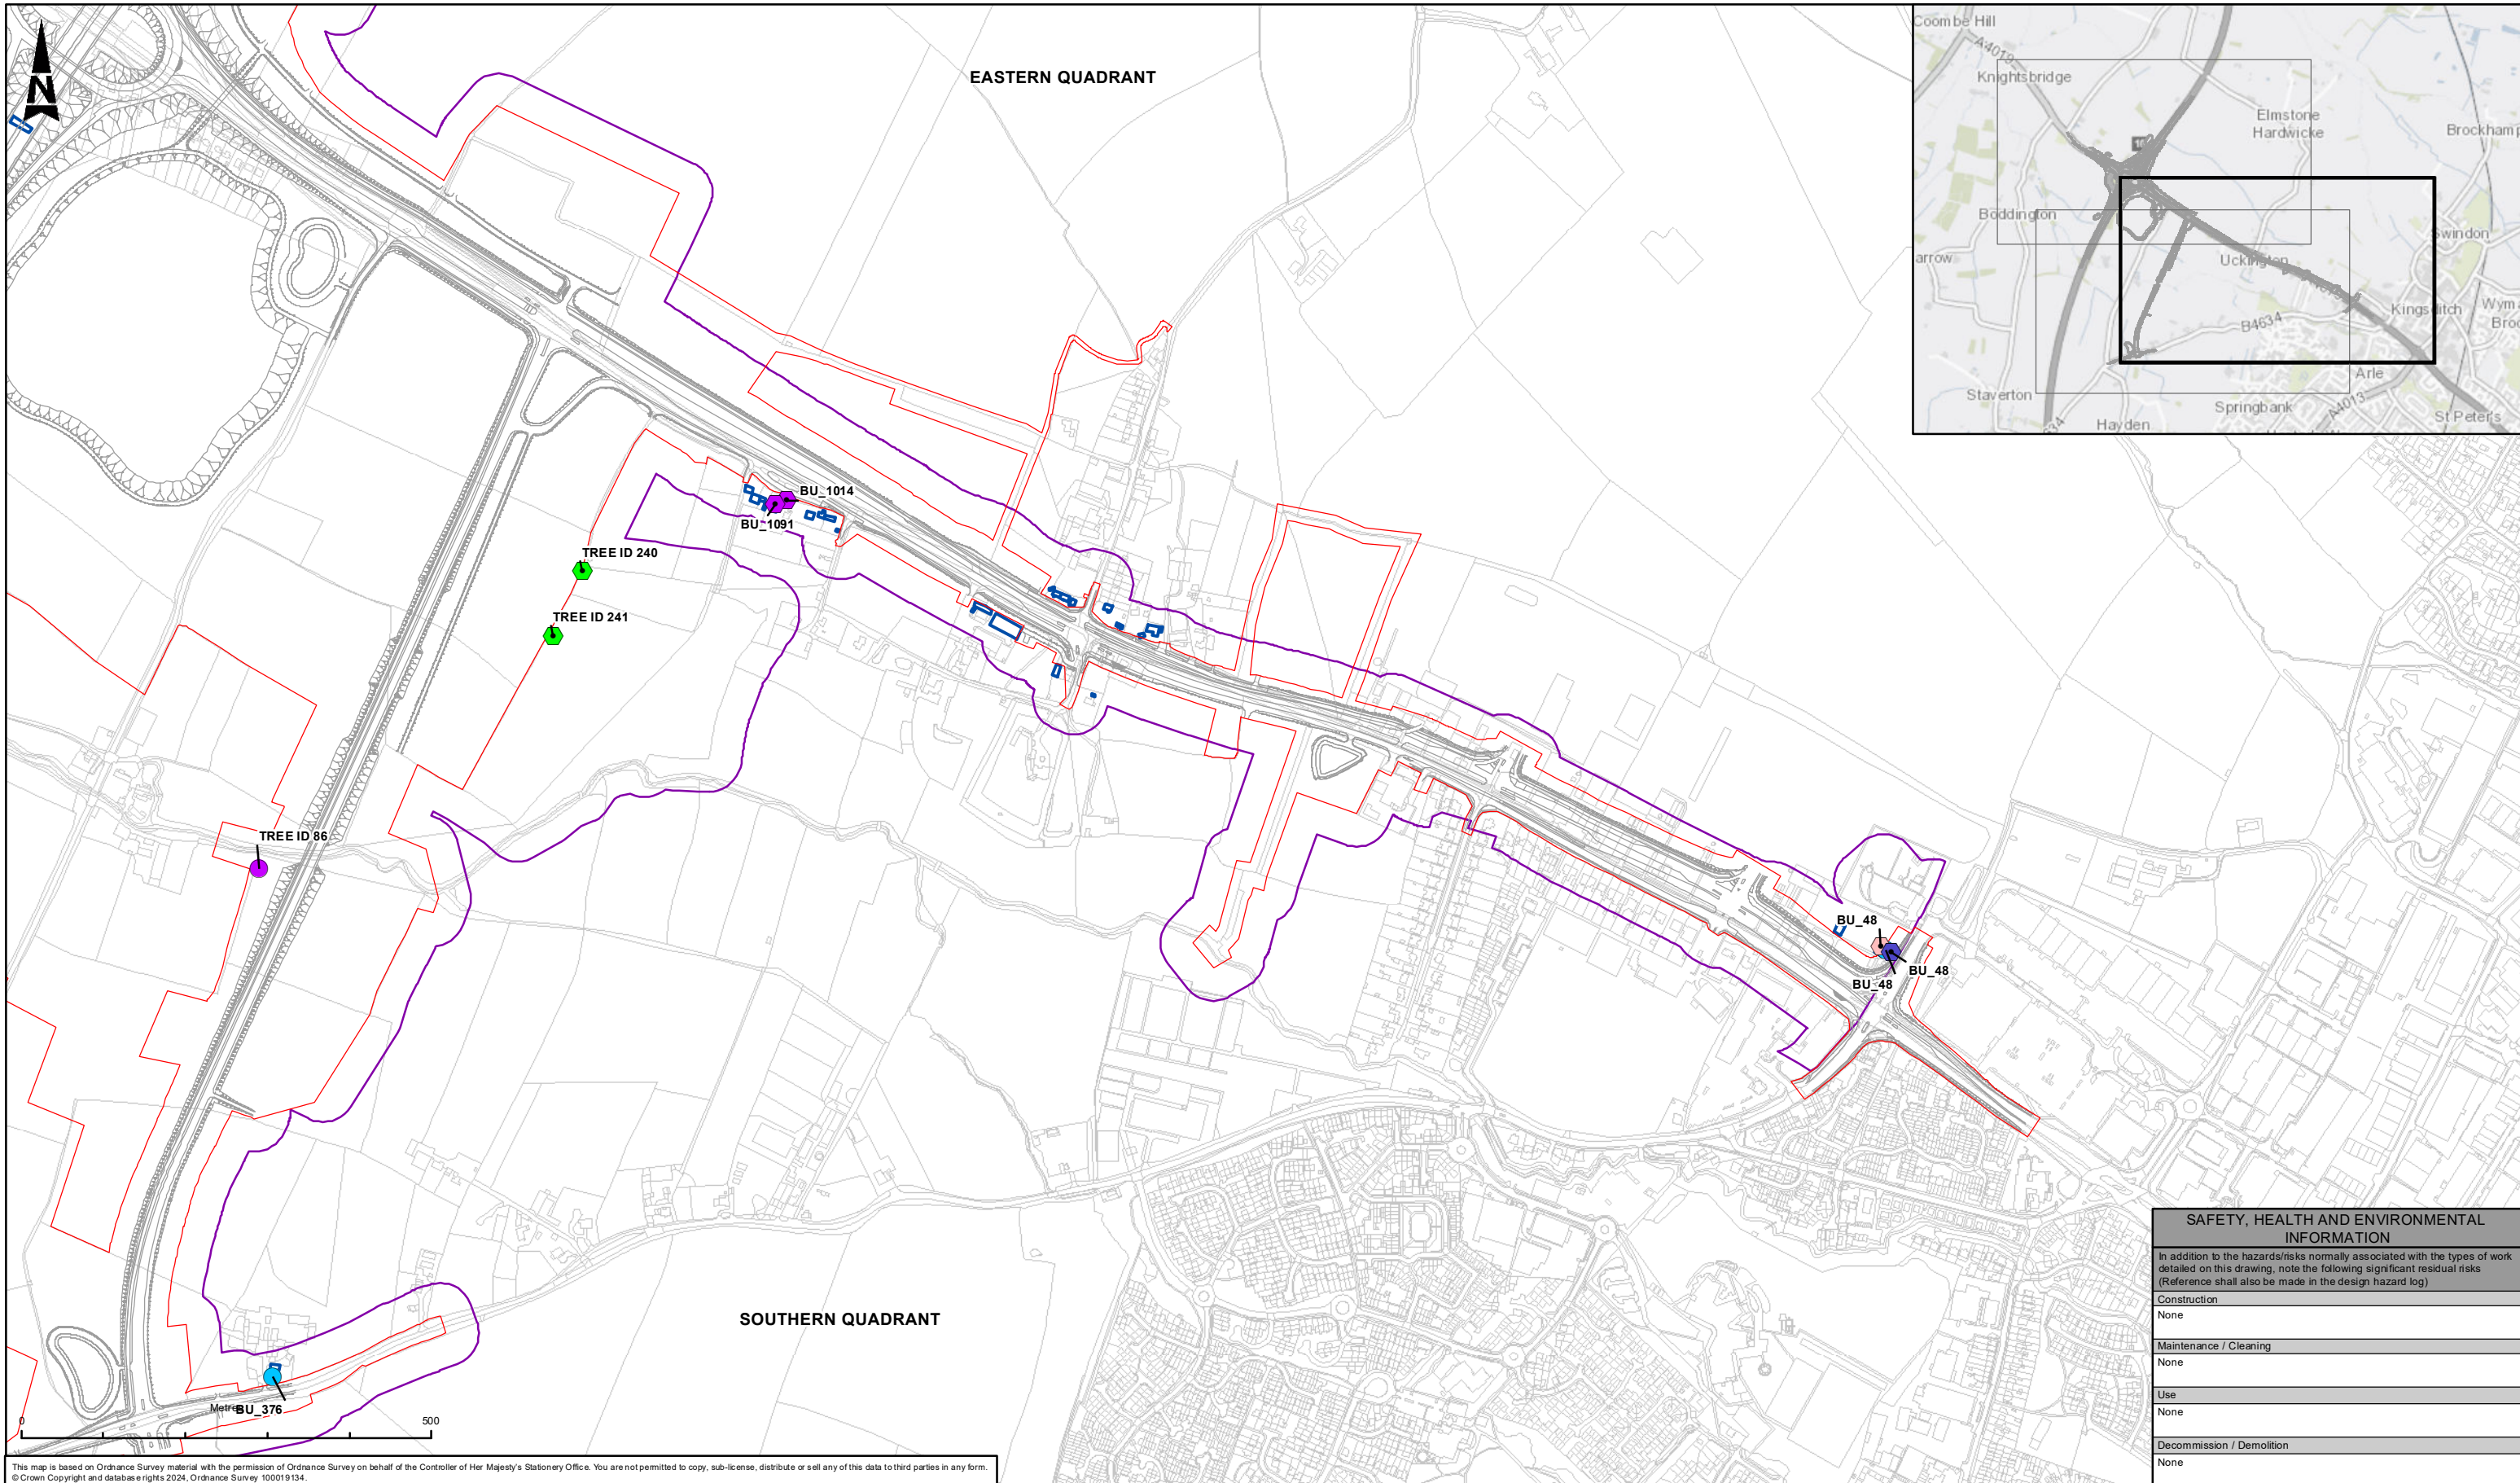 N
EASTERN QUADRANT
Coombe Hill
A4019
Knightsbridge
Elmstone
Hardwicke
Boddington
Swindon
arrow
Uckington
B4634
Arle
Staverton
Springbank
A4013
St Peter's
Hayden
BU_1014
BU_1091
TREE ID 240
TREE ID 241
TREE ID 86
BU_48
BU_48
BU_48
SOUTHERN QUADRANT
BU_376
0
500
SAFETY, HEALTH AND ENVIRONMENTAL
INFORMATION
In addition to the hazards/risks normally associated with the types of work
detailed on this drawing, note the following significant residual risks
(Reference shall also be made in the design hazard log)
Construction
None
Maintenance / Cleaning
None
Use
None
Decommission / Demolition
None
This map is based on Ordnance Survey material with the permission of Ordnance Survey on behalf of the Controller of Her Majesty's Stationery Office. You are not permitted to copy, sub-license, distribute or sell any of this data to third parties in any form.
© Crown Copyright and database rights 2024, Ordnance Survey 100019134.